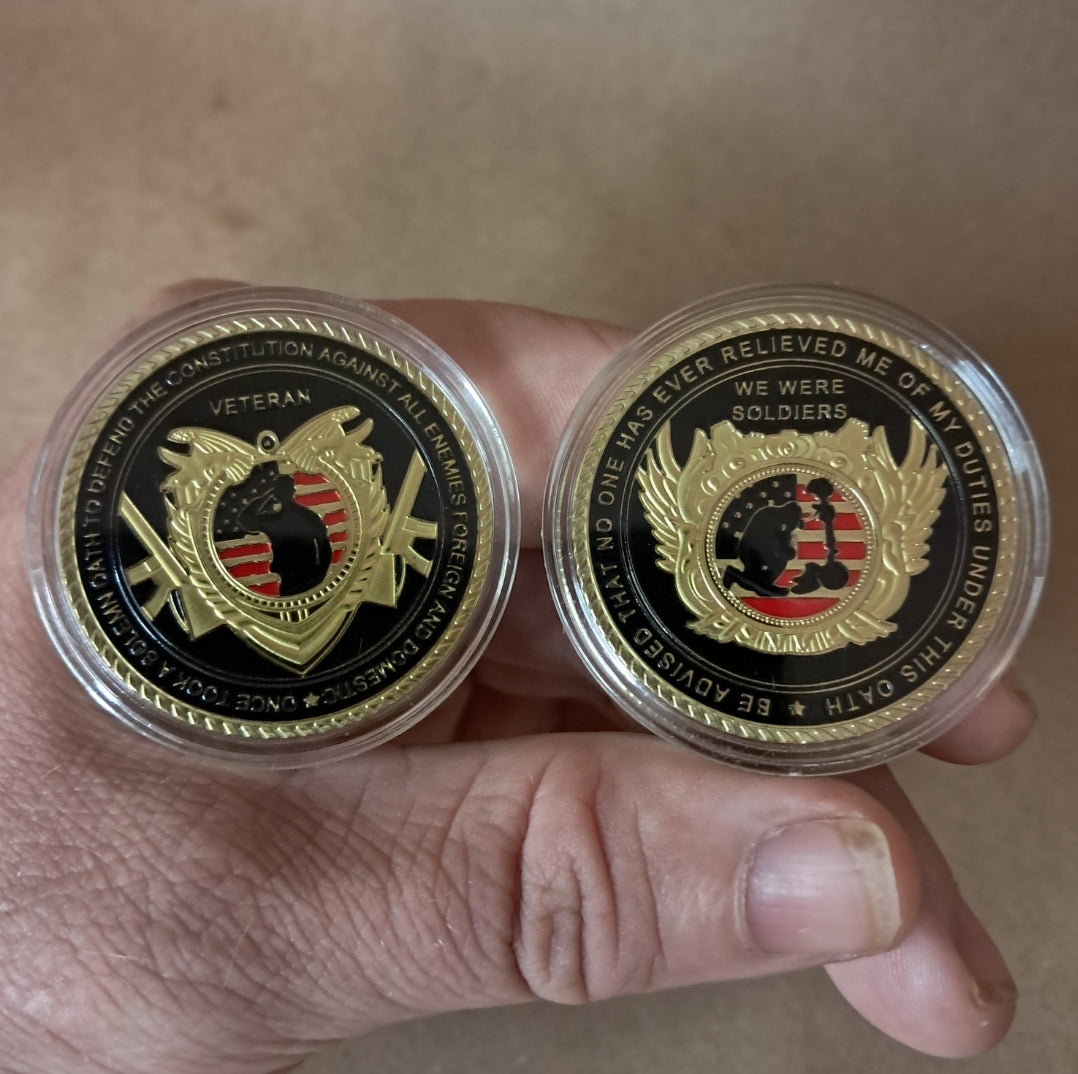 ONCE TOOK A SOLEMN OATH TO DEFEND THE CONSTITUTION AGAINST ALL ENEMIES FOREIGN AND DOMESTIC ★
VETERAN
BE ADVISED THAT NO ONE HAS EVER RELIEVED ME OF MY DUTIES UNDER THIS OATH ★
WE WERE
SOLDIERS